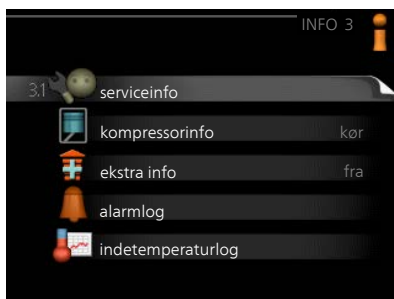 INFO 3
3.1 serviceinfo
kompressorinfo kør
ekstra info fra
alarmlog
indetemperaturlog